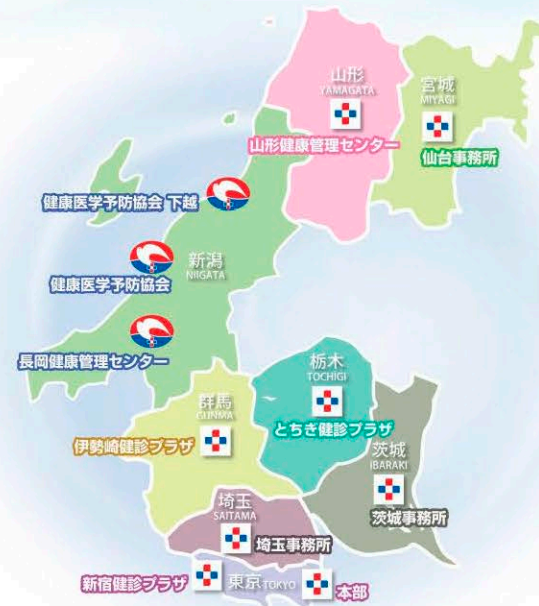 山形
YAMAGATA
山形健康管理センター
宮城
MIYAGI
仙台事務所
健康医学予防協会 下越
新潟
NIIGATA
健康医学予防協会
長岡健康管理センター
栃木
TOCHIGI
とちぎ健診プラザ
群馬
GUNMA
伊勢崎健診プラザ
茨城
IBARAKI
茨城事務所
埼玉
SAITAMA
埼玉事務所
新宿健診プラザ
東京 TOKYO
本部